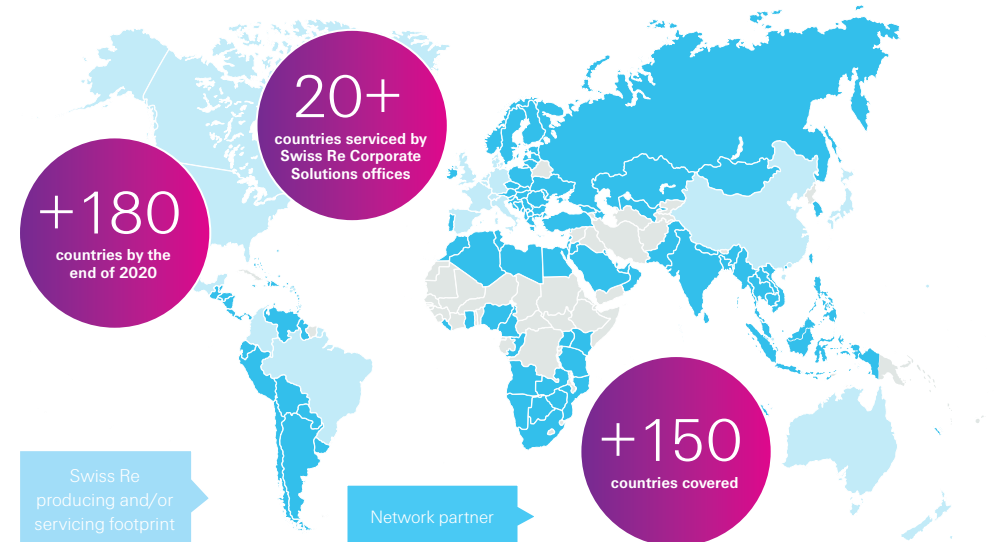 20+
countries serviced by
Swiss Re Corporate
Solutions offices
+180
countries by the
end of 2020
+150
countries covered
Swiss Re
producing and/or
servicing footprint
Network partner